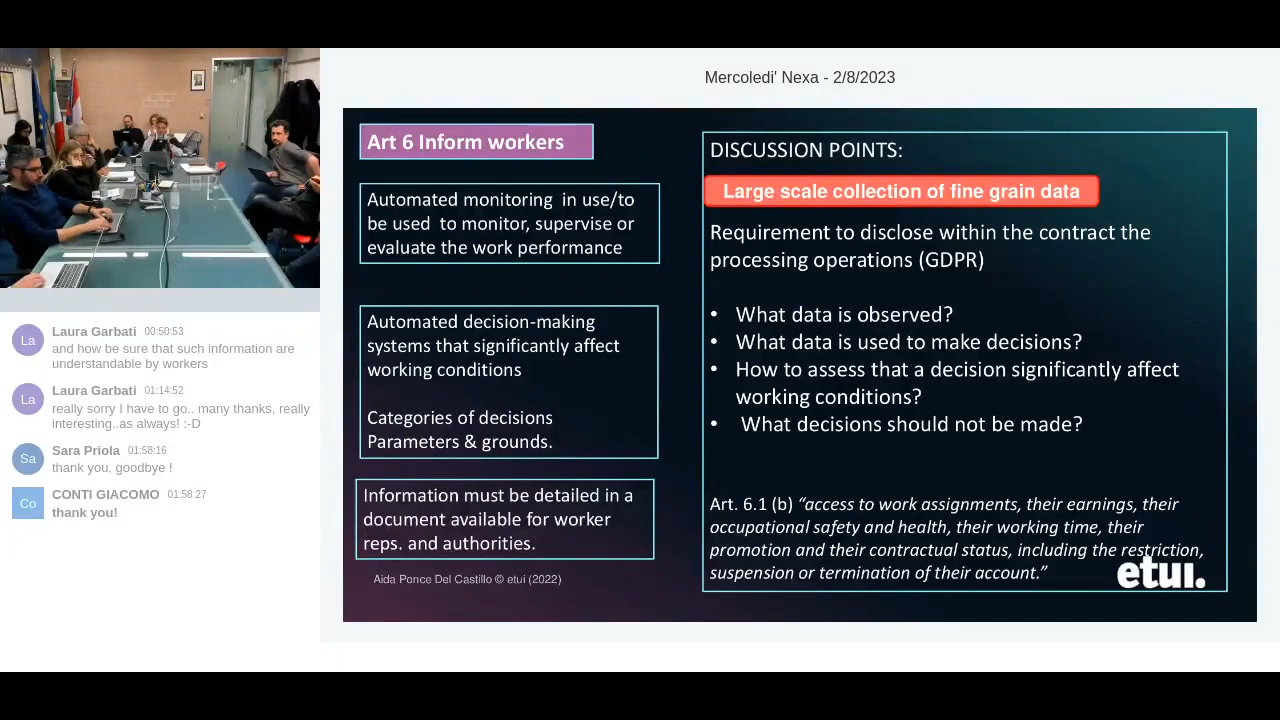 Mercoledi' Nexa - 2/8/2023
Art 6 Inform workers
Automated monitoring in use/to
be used to monitor, supervise or
evaluate the work performance
Automated decision-making
systems that significantly affect
working conditions
Categories of decisions
Parameters & grounds.
Information must be detailed in a
document available for worker
reps. and authorities.
Aida Ponce Del Castillo © etui (2022)
DISCUSSION POINTS:
Large scale collection of fine grain data
Requirement to disclose within the contract the
processing operations (GDPR)
• What data is observed?
• What data is used to make decisions?
• How to assess that a decision significantly affect
working conditions?
• What decisions should not be made?
Art. 6.1 (b) “access to work assignments, their earnings, their
occupational safety and health, their working time, their
promotion and their contractual status, including the restriction,
suspension or termination of their account.”
etui.
La
Laura Garbati 00:50:53
and how be sure that such information are
understandable by workers
La
Laura Garbati 01:14:52
really sorry I have to go.. many thanks, really
interesting..as always! :-D
Sa
Sara Priola 01:58:16
thank you, goodbye !
Co
CONTI GIACOMO 01:58:27
thank you!